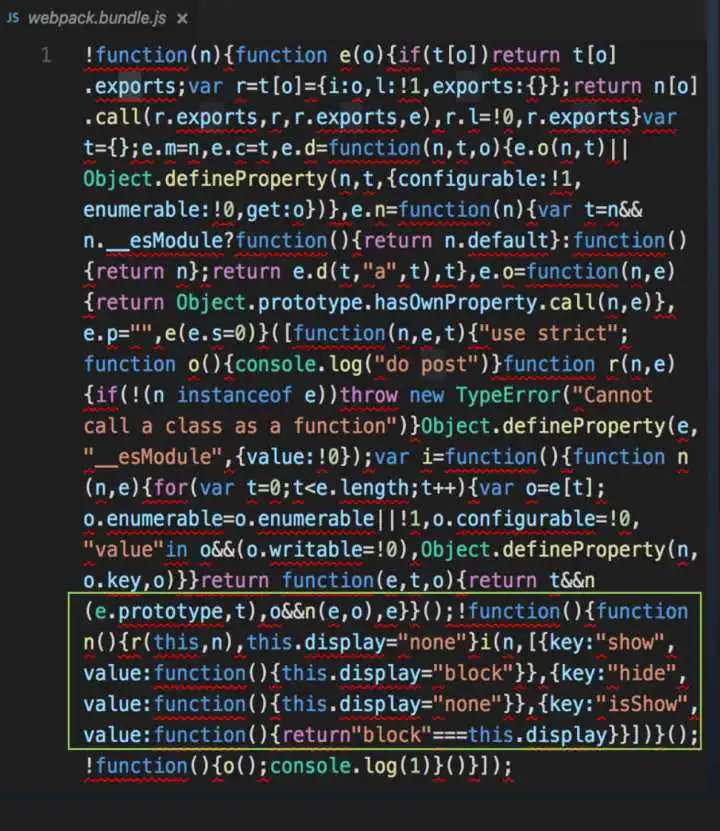 JS webpack.bundle.js ×
1 !function(n){function e(o){if(t[o])return t[o]
.exports;var r=t[o]={i:o,l:!1,exports:{}};return n[o]
.call(r.exports,r,r.exports,e),r.l=!0,r.exports}var
t={};e.m=n,e.c=t,e.d=function(n,t,o){e.o(n,t)||
Object.defineProperty(n,t,{configurable:!1,
enumerable:!0,get:o})},e.n=function(n){var t=n&&
n.__esModule?function(){return n.default}:function()
{return n};return e.d(t,"a",t),t},e.o=function(n,e)
{return Object.prototype.hasOwnProperty.call(n,e)},
e.p="",e(e.s=0)}([function(n,e,t){"use strict";
function o(){console.log("do post")}function r(n,e)
{if(!(n instanceof e))throw new TypeError("Cannot
call a class as a function")}Object.defineProperty(e,
"__esModule",{value:!0});var i=function(){function n
(n,e){for(var t=0;t<e.length;t++){var o=e[t];
o.enumerable=o.enumerable||!1,o.configurable=!0,
"value"in o&&(o.writable=!0),Object.defineProperty(n,
o.key,o)}}return function(e,t,o){return t&&n
(e.prototype,t),o&&n(e,o),e}}();!function(){function
n(){r(this,n),this.display="none"}i(n,[{key:"show",
value:function(){this.display="block"}},{key:"hide",
value:function(){this.display="none"}},{key:"isShow",
value:function(){return"block"===this.display}}])}();
!function(){o();console.log(1)}()}]);